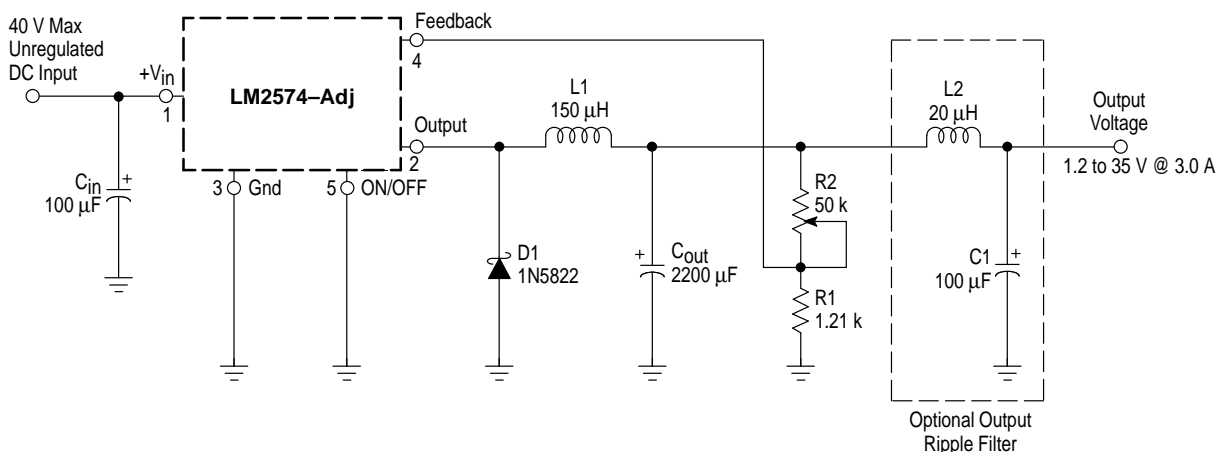 40 V Max
Unregulated
DC Input
+Vin
1
LM2574–Adj
Feedback
4
Output
2
3 Gnd
5 ON/OFF
Cin
100 µF
+
D1
1N5822
L1
150 µH
+
Cout
2200 µF
R2
50 k
R1
1.21 k
L2
20 µH
+
C1
100 µF
Output
Voltage
1.2 to 35 V @ 3.0 A
Optional Output
Ripple Filter